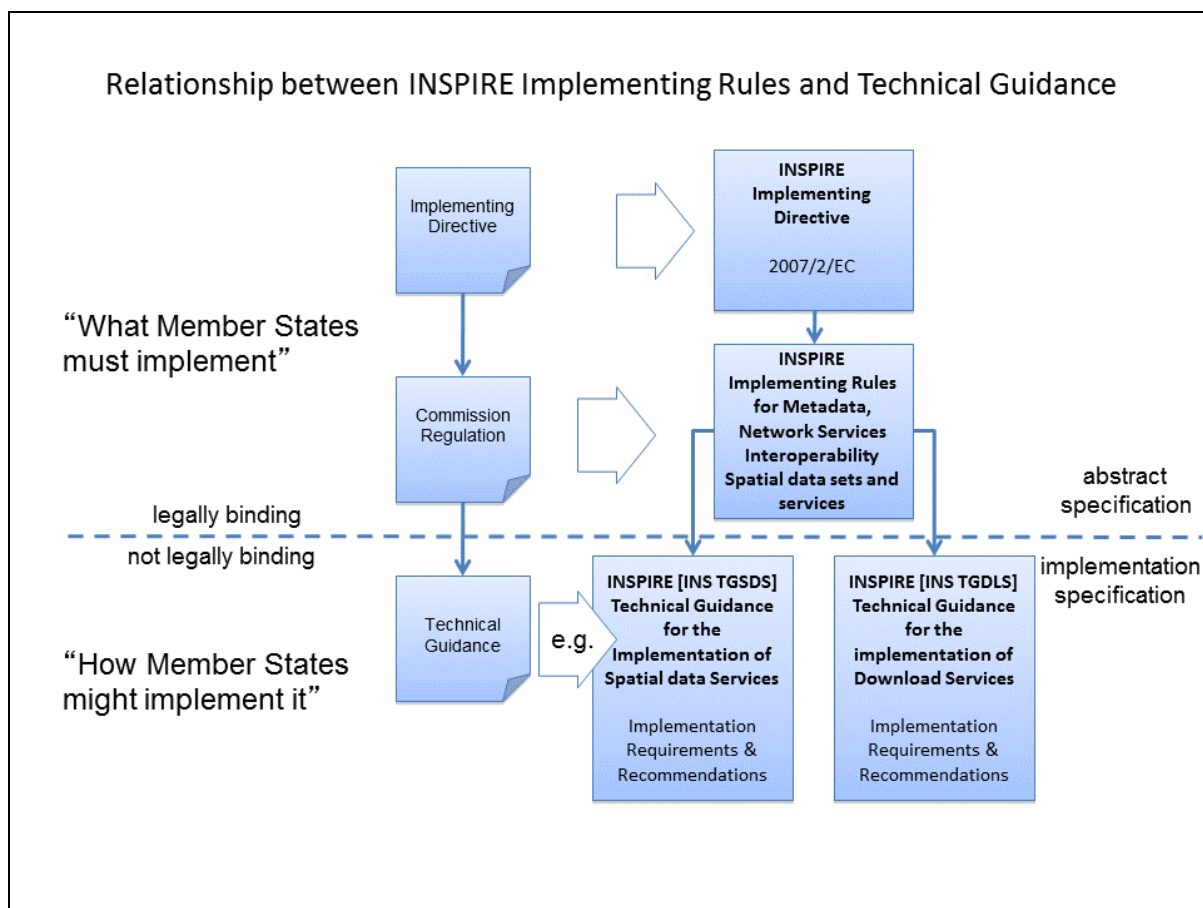 Relationship between INSPIRE Implementing Rules and Technical Guidance
Implementing
Directive
INSPIRE
Implementing
Directive
2007/2/EC
“What Member States
must implement”
Commission
Regulation
INSPIRE
Implementing Rules
for Metadata,
Network Services
Interoperability
Spatial data sets and
services
abstract
specification
legally binding
not legally binding
implementation
specification
Technical
Guidance
e.g.
INSPIRE [INS TGSDS]
Technical Guidance
for the
Implementation of
Spatial data Services
Implementation
Requirements &
Recommendations
INSPIRE [INS TGDLS]
Technical Guidance
for the
implementation of
Download Services
Implementation
Requirements &
Recommendations
“How Member States
might implement it”